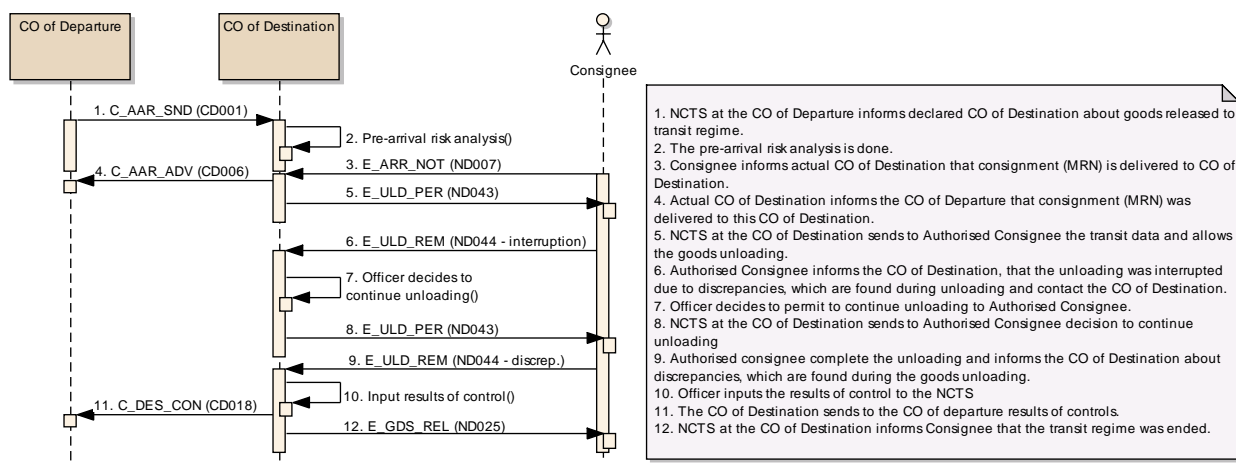 CO of Departure
CO of Destination
Consignee
1. C_AAR_SND (CD001)
2. Pre-arrival risk analysis()
3. E_ARR_NOT (ND007)
4. C_AAR_ADV (CD006)
5. E_ULD_PER (ND043)
6. E_ULD_REM (ND044 - interruption)
7. Officer decides to
continue unloading()
8. E_ULD_PER (ND043)
9. E_ULD_REM (ND044 - discrep.)
10. Input results of control()
11. C_DES_CON (CD018)
12. E_GDS_REL (ND025)
1. NCTS at the CO of Departure informs declared CO of Destination about goods released to
transit regime.
2. The pre-arrival risk analysis is done.
3. Consignee informs actual CO of Destination that consignment (MRN) is delivered to CO of
Destination.
4. Actual CO of Destination informs the CO of Departure that consignment (MRN) was
delivered to this CO of Destination.
5. NCTS at the CO of Destination sends to Authorised Consignee the transit data and allows
the goods unloading.
6. Authorised Consignee informs the CO of Destination, that the unloading was interrupted
due to discrepancies, which are found during unloading and contact the CO of Destination.
7. Officer decides to permit to continue unloading to Authorised Consignee.
8. NCTS at the CO of Destination sends to Authorised Consignee decision to continue
unloading
9. Authorised consignee complete the unloading and informs the CO of Destination about
discrepancies, which are found during the goods unloading.
10. Officer inputs the results of control to the NCTS
11. The CO of Destination sends to the CO of departure results of controls.
12. NCTS at the CO of Destination informs Consignee that the transit regime was ended.